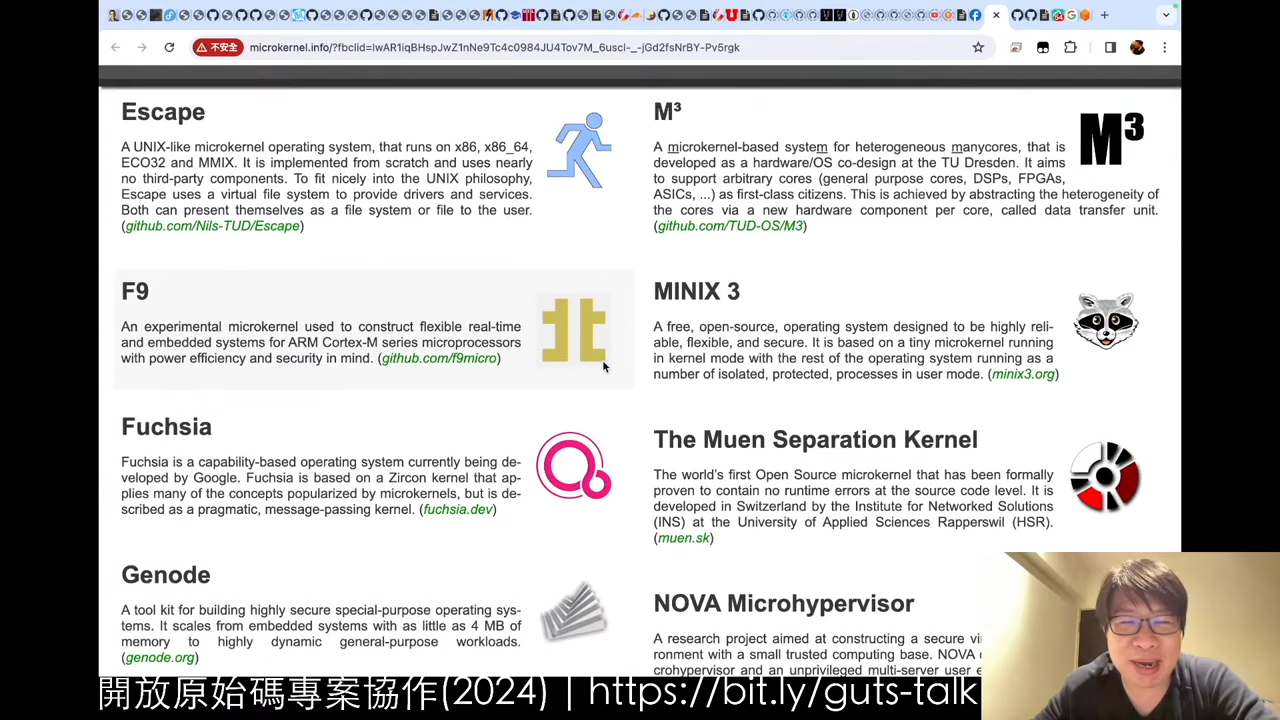 不安全
microkernel.info/?fbclid=IwAR1iqBHspJwZ1nNe9Tc4c0984JU4Tov7M_6uscI-_-jGd2fsNrBY-Pv5rgk
Escape
A UNIX-like microkernel operating system, that runs on x86, x86_64,
ECO32 and MMIX. It is implemented from scratch and uses nearly
no third-party components. To fit nicely into the UNIX philosophy,
Escape uses a virtual file system to provide drivers and services.
Both can present themselves as a file system or file to the user.
(github.com/Nils-TUD/Escape)
F9
An experimental microkernel used to construct flexible real-time
and embedded systems for ARM Cortex-M series microprocessors
with power efficiency and security in mind. (github.com/f9micro)
Fuchsia
Fuchsia is a capability-based operating system currently being de-
veloped by Google. Fuchsia is based on a Zircon kernel that ap-
plies many of the concepts popularized by microkernels, but is de-
scribed as a pragmatic, message-passing kernel. (fuchsia.dev)
Genode
A tool kit for building highly secure special-purpose operating sys-
tems. It scales from embedded systems with as little as 4 MB of
memory to highly dynamic general-purpose workloads.
(genode.org)
M³
A microkernel-based system for heterogeneous manycores, that is
developed as a hardware/OS co-design at the TU Dresden. It aims
to support arbitrary cores (general purpose cores, DSPs, FPGAs,
ASICs, ...) as first-class citizens. This is achieved by abstracting the heterogeneity of
the cores via a new hardware component per core, called data transfer unit.
(github.com/TUD-OS/M3)
M³
MINIX 3
A free, open-source, operating system designed to be highly reli-
able, flexible, and secure. It is based on a tiny microkernel running
in kernel mode with the rest of the operating system running as a
number of isolated, protected, processes in user mode. (minix3.org)
The Muen Separation Kernel
The world's first Open Source microkernel that has been formally
proven to contain no runtime errors at the source code level. It is
developed in Switzerland by the Institute for Networked Solutions
(INS) at the University of Applied Sciences Rapperswil (HSR).
(muen.sk)
NOVA Microhypervisor
A research project aimed at constructing a secure
ronment with a small trusted computing base. NOVA
crohypervisor and an unprivileged multi-server user
開放原始碼專案協作(2024) | https://bit.ly/guts-talk